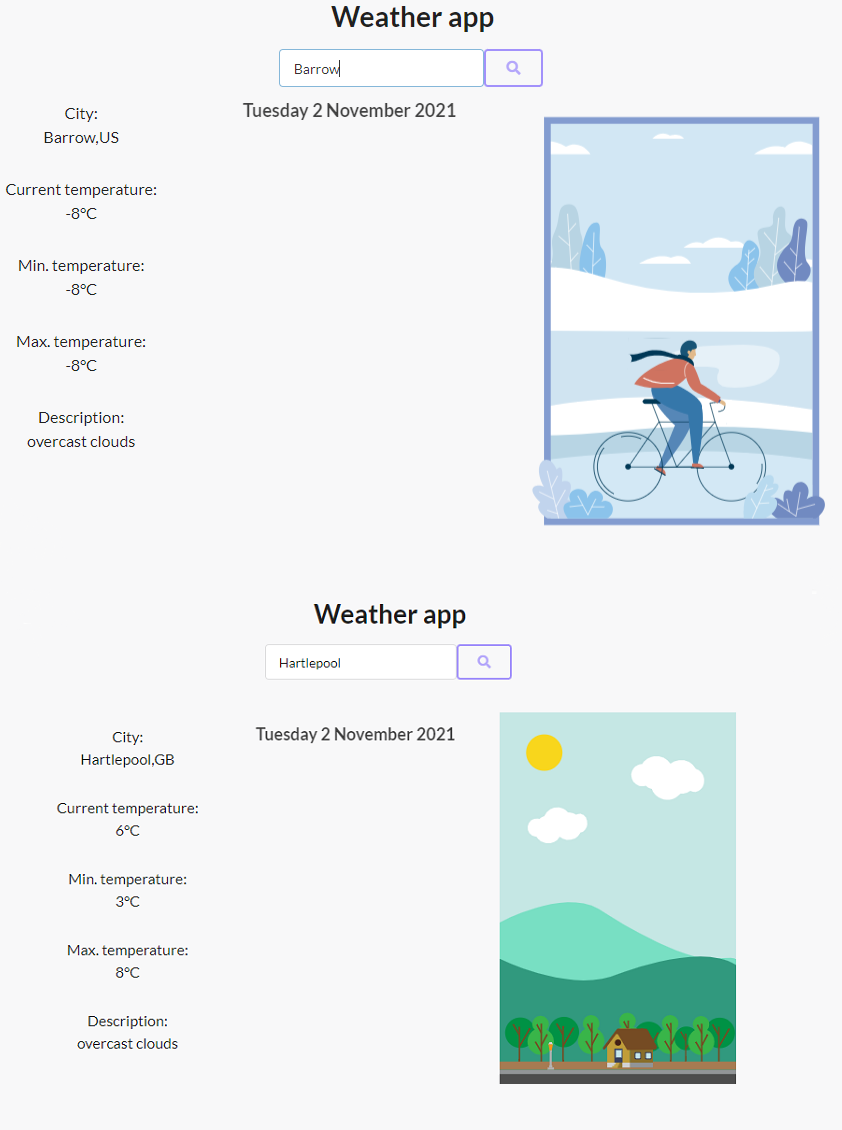 Weather app
Barrow
Tuesday 2 November 2021
City:
Barrow,US
Current temperature:
-8°C
Min. temperature:
-8°C
Max. temperature:
-8°C
Description:
overcast clouds
Weather app
Hartlepool
Tuesday 2 November 2021
City:
Hartlepool,GB
Current temperature:
6°C
Min. temperature:
3°C
Max. temperature:
8°C
Description:
overcast clouds